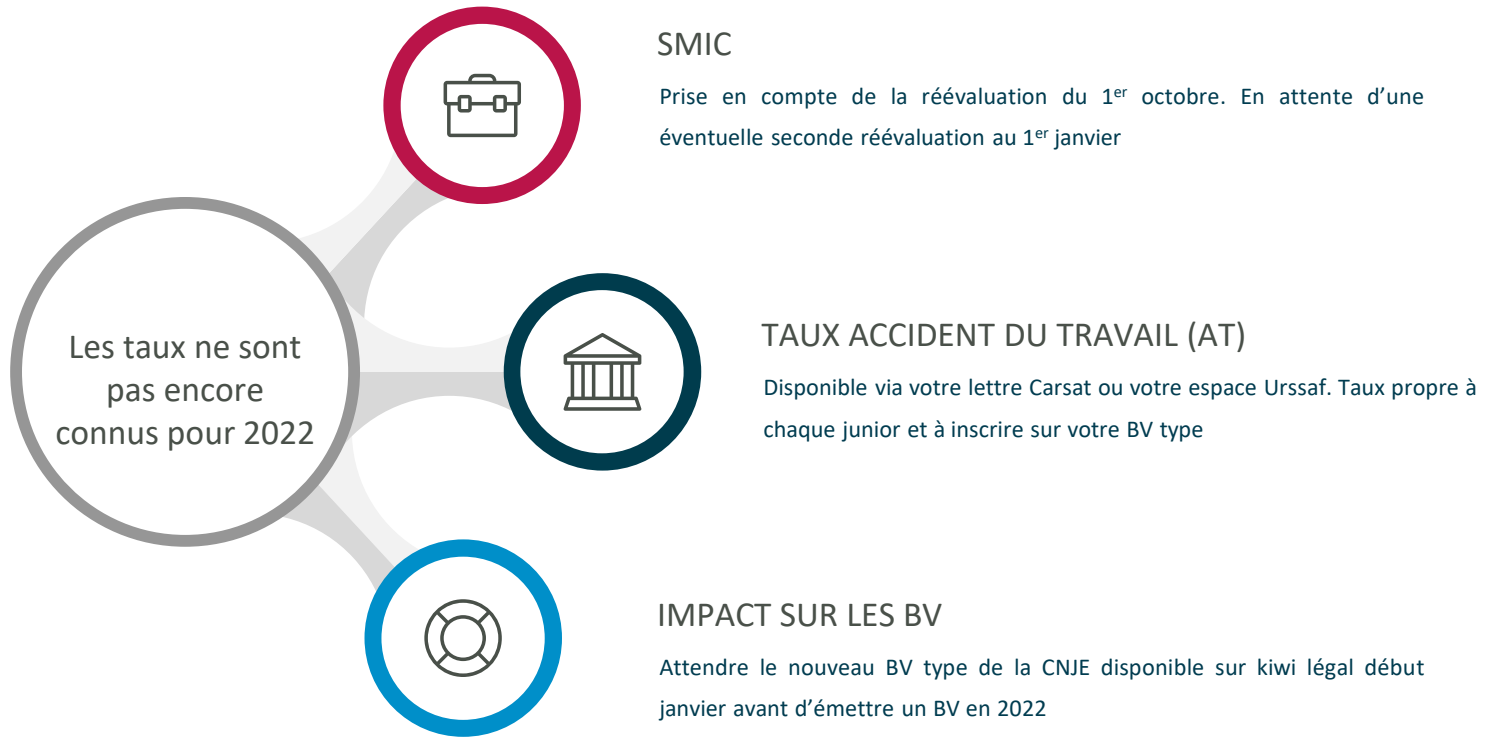 SMIC
Prise en compte de la réévaluation du 1er octobre. En attente d’une
éventuelle seconde réévaluation au 1er janvier
Les taux ne sont
pas encore
connus pour 2022
TAUX ACCIDENT DU TRAVAIL (AT)
Disponible via votre lettre Carsat ou votre espace Urssaf. Taux propre à
chaque junior et à inscrire sur votre BV type
IMPACT SUR LES BV
Attendre le nouveau BV type de la CNJE disponible sur kiwi légal début
janvier avant d’émettre un BV en 2022